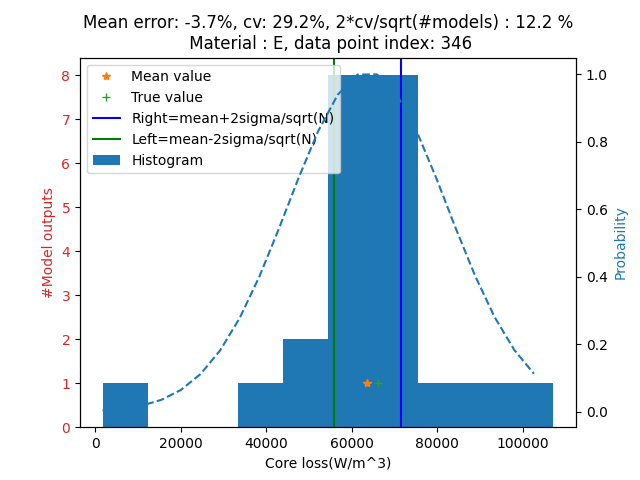 Mean error: -3.7%, cv: 29.2%, 2*cv/sqrt(#models) : 12.2 %
Material : E, data point index: 346
Mean value
True value
Right=mean+2sigma/sqrt(N)
Left=mean-2sigma/sqrt(N)
Histogram
8
7
6
5
4
3
2
1
0
#Model outputs
1.0
0.8
0.6
0.4
0.2
0.0
Probability
0 20000 40000 60000 80000 100000
Core loss(W/m^3)